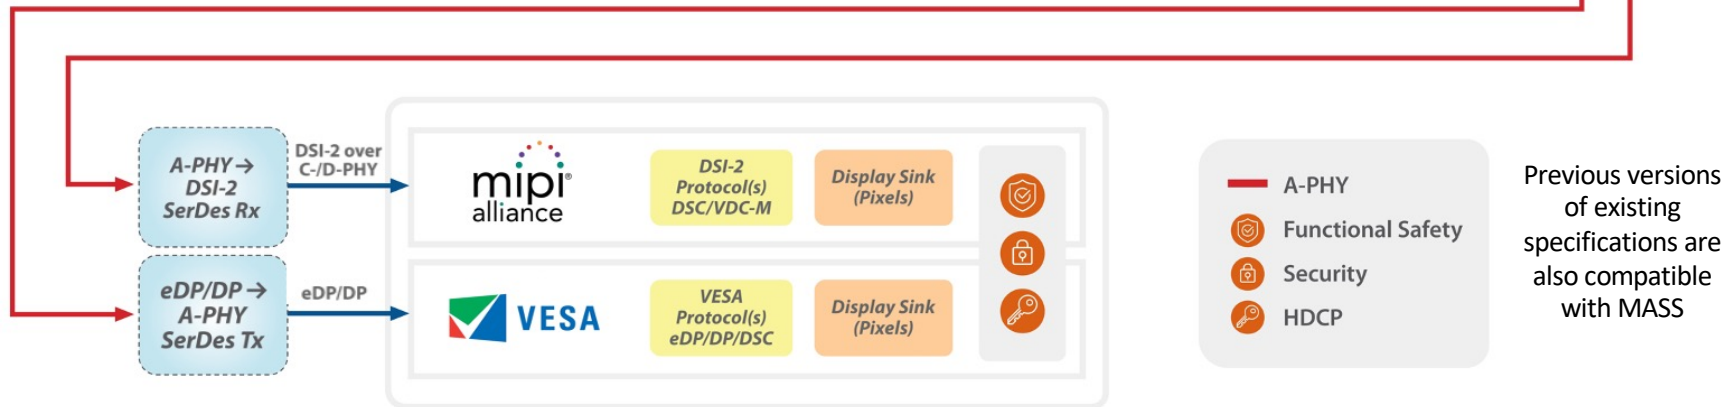 A-PHY →
DSI-2
SerDes Rx
DSI-2 over
C-/D-PHY
mipi®
alliance
DSI-2
Protocol(s)
DSC/VDC-M
Display Sink
(Pixels)
eDP/DP →
A-PHY
SerDes Tx
eDP/DP
VESA
VESA
Protocol(s)
eDP/DP/DSC
Display Sink
(Pixels)
A-PHY
Functional Safety
Security
HDCP
Previous versions
of existing
specifications are
also compatible
with MASS